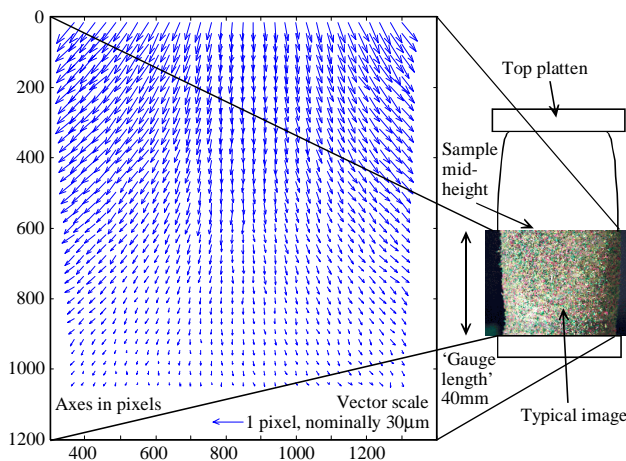 0
200
400
600
800
1000
1200
400
600
800
1000
1200
Axes in pixels
Vector scale
1 pixel, nominally 30μm
Top platten
Sample
mid-
height
‘Gauge
length’
40mm
Typical image